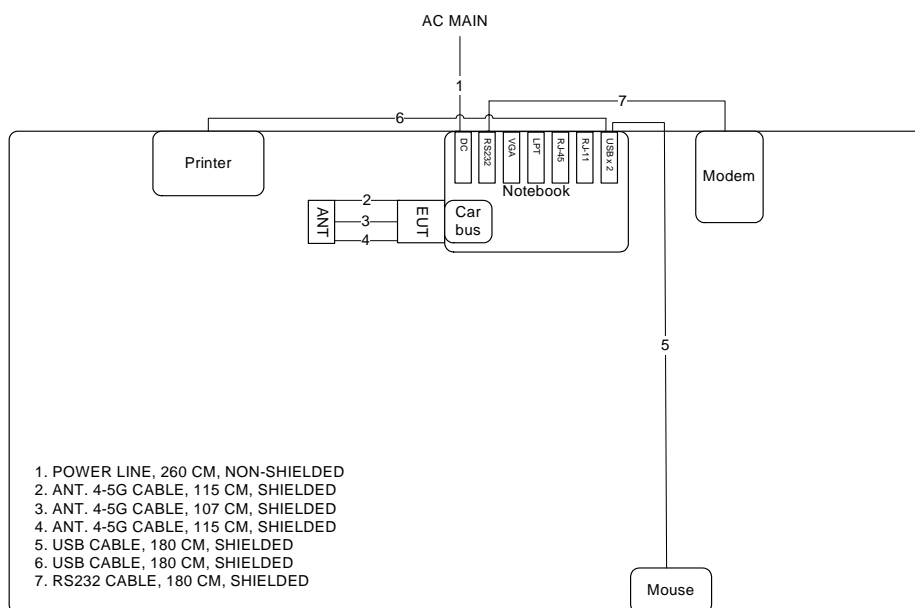 AC MAIN
1
7
6
Printer
DC
RS232
VGA
LPT
RJ-45
RJ-11
USB x 2
Notebook
Modem
ANT
2
3
4
EUT
Car
bus
5
1. POWER LINE, 260 CM, NON-SHIELDED
2. ANT. 4-5G CABLE, 115 CM, SHIELDED
3. ANT. 4-5G CABLE, 107 CM, SHIELDED
4. ANT. 4-5G CABLE, 115 CM, SHIELDED
5. USB CABLE, 180 CM, SHIELDED
6. USB CABLE, 180 CM, SHIELDED
7. RS232 CABLE, 180 CM, SHIELDED
Mouse